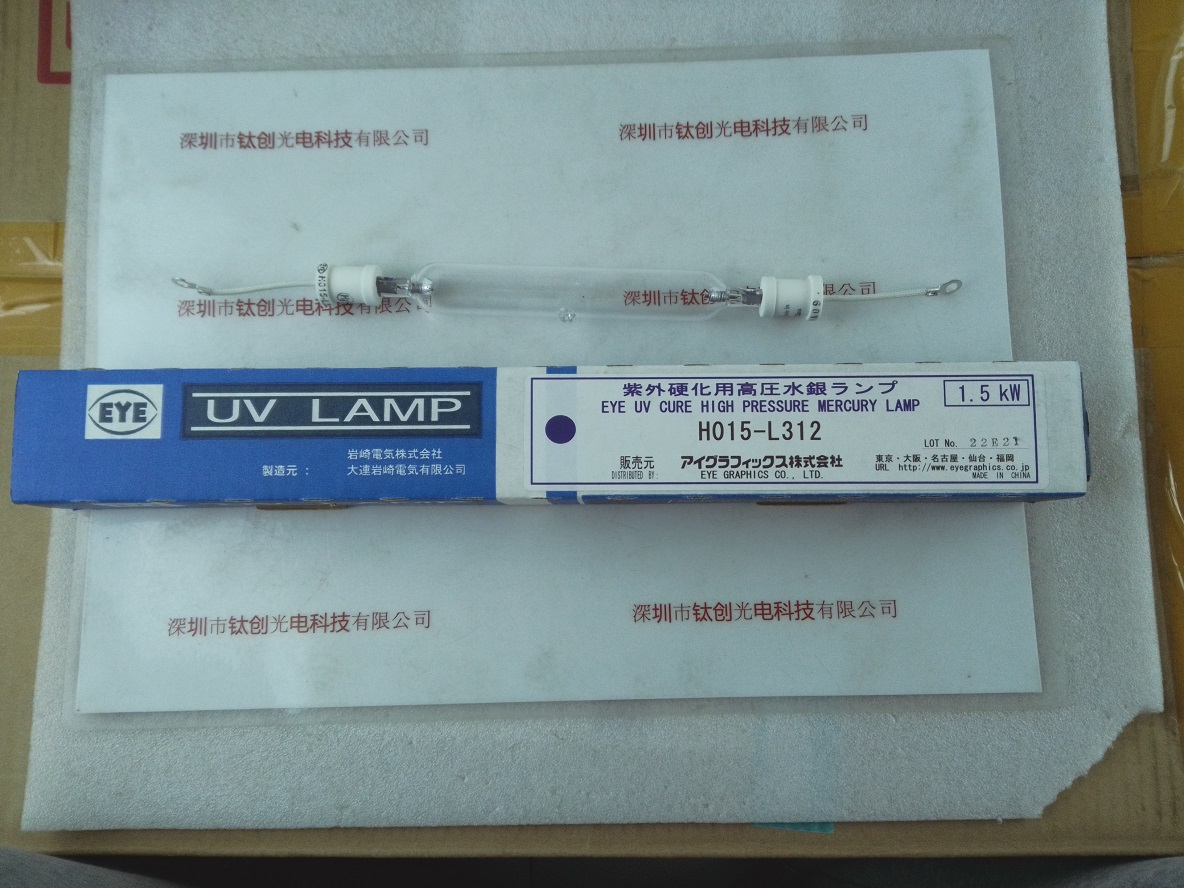 深圳市钛创光电科技有限公司
深圳市钛创光电科技有限公司
深圳市钛创光电科技有限公司
深圳市钛创 公司
EYE
UV LAMP
製造元 :
岩崎電気株式会社
大連岩崎電気有限公司
紫外硬化用高圧水銀ランプ
1.5 kW
EYE UV CURE HIGH PRESSURE MERCURY LAMP
H015-L312
LOT No. 22E21
販売元
DISTRIBUTED BY:
アイグラフィックス株式会社
EYE GRAPHICS CO., LTD.
東京・大阪・名古屋・仙台・福岡
URL http://www.eyegraphics.co.jp
MADE IN CHINA
深圳市钛创光电科技有限公司
深圳市钛创光电科技有限公司